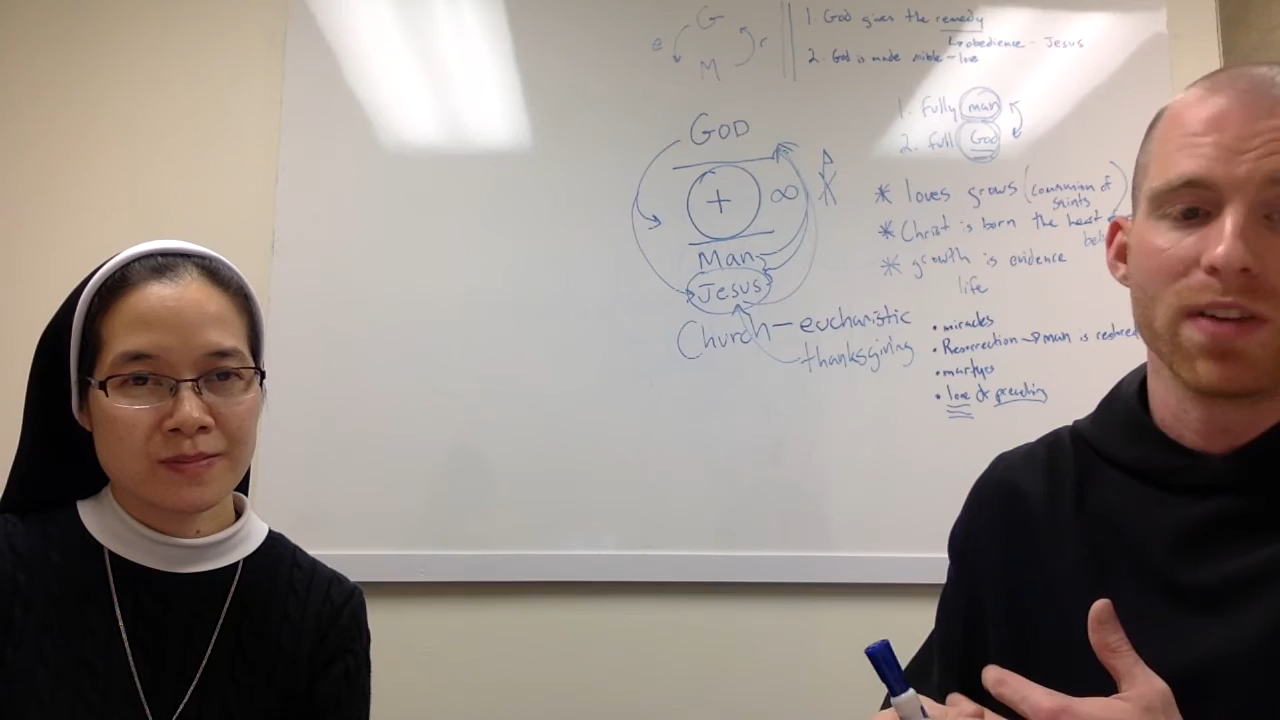 G
e r
M
1. God gives the remedy
↳ obedience - Jesus
2. God is made visible - love
GOD
+ ∞
Man
Jesus
Church - eucharistic
thanksgiving
1. Fully man
2. full God
* loves grows (communion of
saints)
* Christ is born the heart
* growth is evidence
life
• miracles
• Resurrection → man is restored
• martyrs
• love &